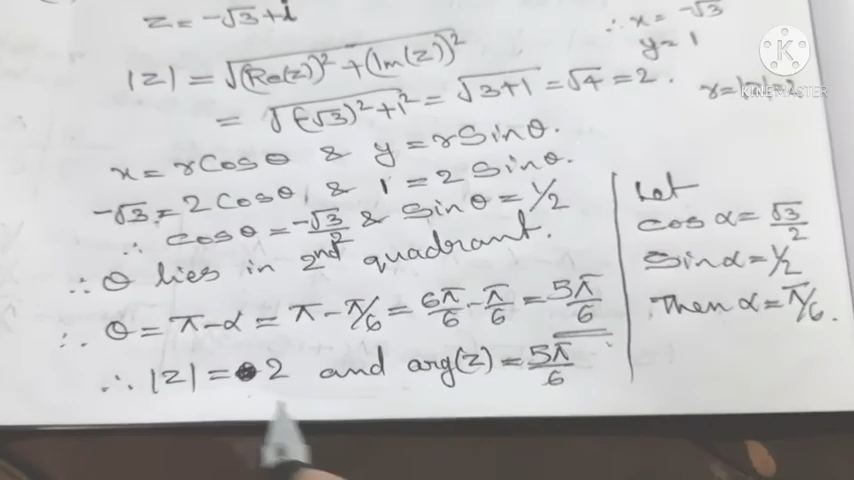 z = -√3 + i
∴ x = -√3
y = 1
|z| = √(Re(z))² + (Im(z))²
= √(-√3)² + 1² = √3+1 = √4 = 2.
r = |z| = 2
x = r Cos θ & y = r Sin θ.
-√3 = 2 Cos θ, & 1 = 2 Sin θ.
∴ Cos θ = -√3/2 & Sin θ = 1/2
∴ θ lies in 2nd quadrant.
∴ θ = π - α = π - π/6 = 6π/6 - π/6 = 5π/6
∴ |z| = 2 and arg(z) = 5π/6
Let
Cos α = √3/2
Sin α = 1/2
Then α = π/6.
K
KINEMASTER